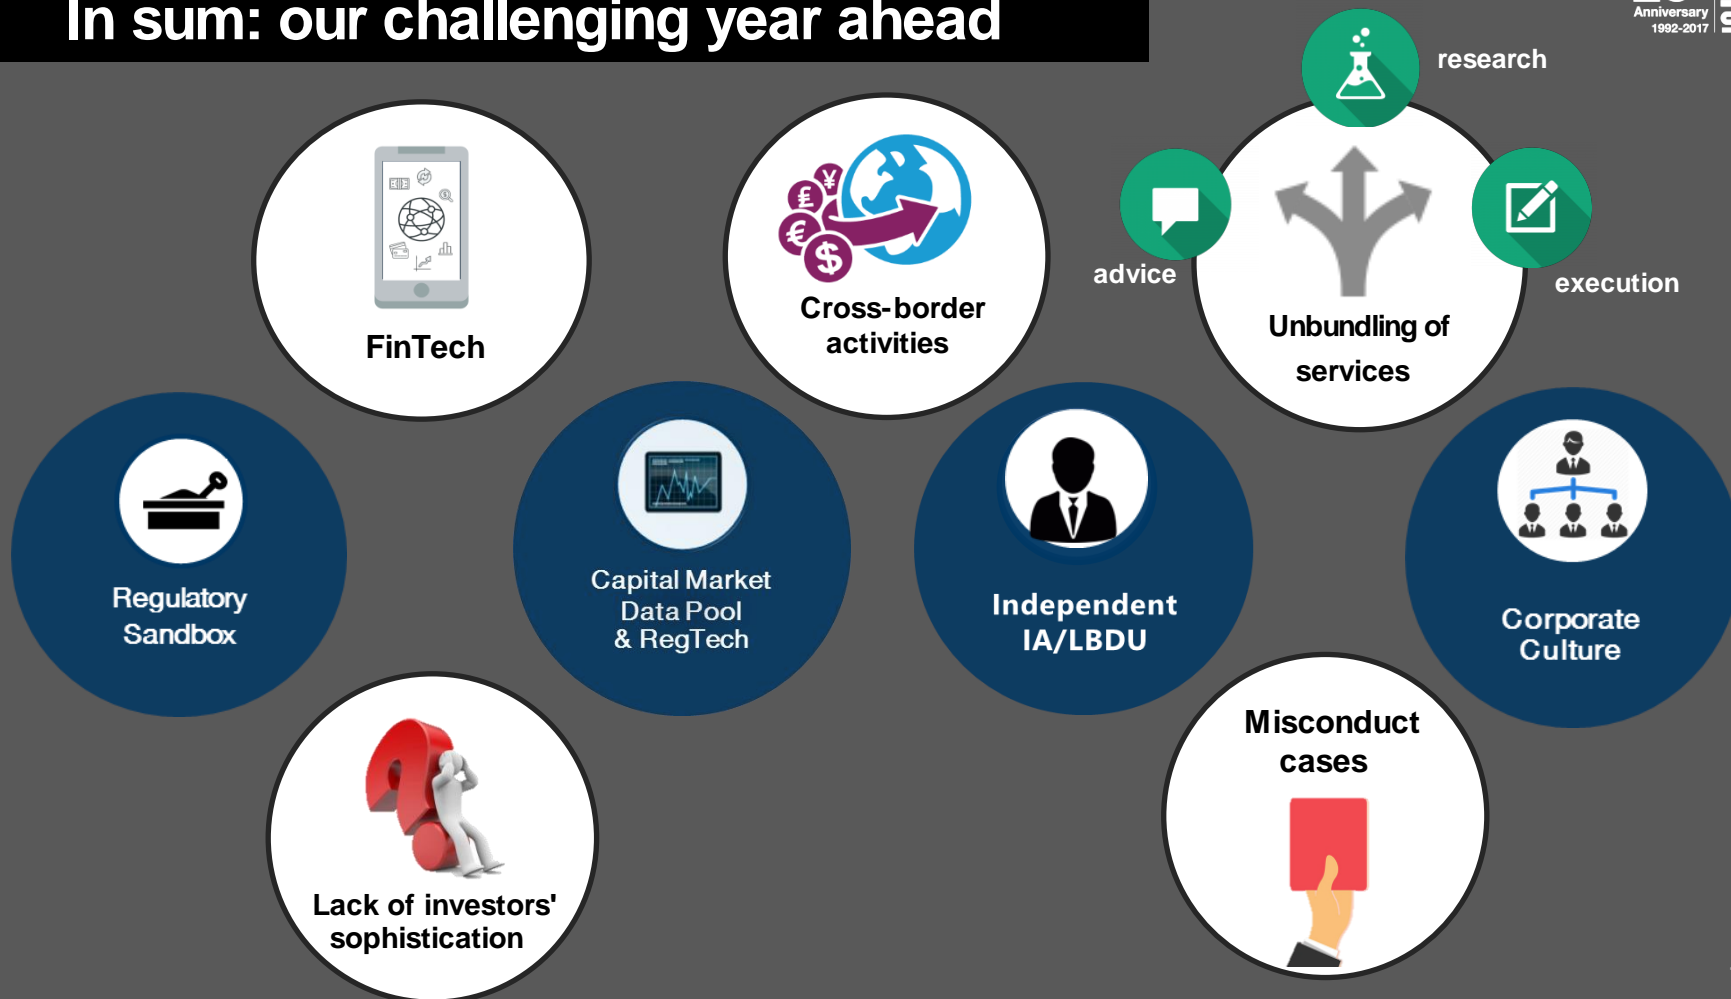 In sum: our challenging year ahead
Anniversary
1992-2017
research
advice
execution
FinTech
Cross-border
activities
Unbundling of
services
Regulatory
Sandbox
Capital Market
Data Pool
& RegTech
Independent
IA/LBDU
Corporate
Culture
Lack of investors'
sophistication
Misconduct
cases